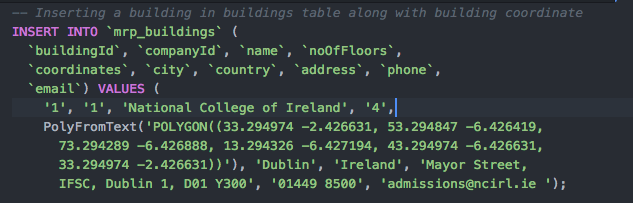 -- Inserting a building in buildings table along with building coordinate
INSERT INTO `mrp_buildings` (
`buildingId`, `companyId`, `name`, `noOfFloors`,
`coordinates`, `city`, `country`, `address`, `phone`,
`email`) VALUES (
'1', '1', 'National College of Ireland', '4',
PolyFromText('POLYGON((33.294974 -2.426631, 53.294847 -6.426419,
73.294289 -6.426888, 13.294326 -6.427194, 43.294974 -6.426631,
33.294974 -2.426631))'), 'Dublin', 'Ireland', 'Mayor Street,
IFSC, Dublin 1, D01 Y300', '01449 8500', 'admissions@ncirl.ie ');